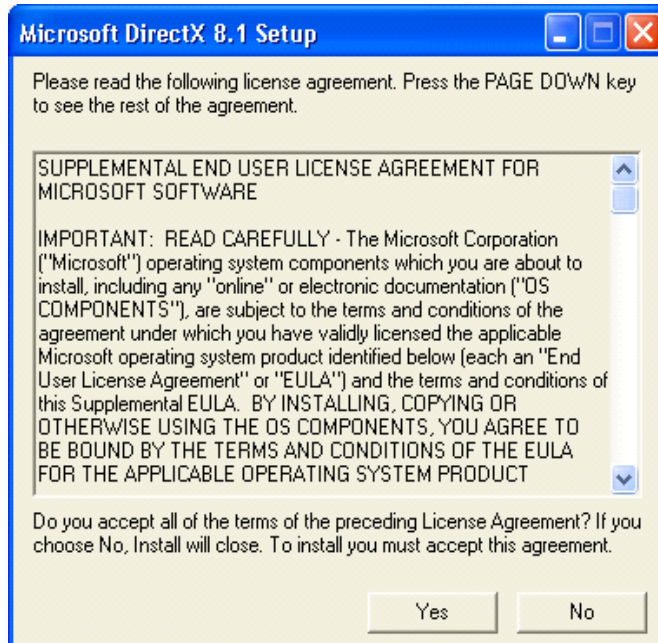 Microsoft DirectX 8.1 Setup
Please read the following license agreement. Press the PAGE DOWN key
to see the rest of the agreement.
SUPPLEMENTAL END USER LICENSE AGREEMENT FOR
MICROSOFT SOFTWARE
IMPORTANT:  READ CAREFULLY - The Microsoft Corporation
("Microsoft") operating system components which you are about to
install, including any "online" or electronic documentation ("OS
COMPONENTS"), are subject to the terms and conditions of the
agreement under which you have validly licensed the applicable
Microsoft operating system product identified below (each an "End
User License Agreement" or "EULA") and the terms and conditions of
this Supplemental EULA.  BY INSTALLING, COPYING OR
OTHERWISE USING THE OS COMPONENTS, YOU AGREE TO
BE BOUND BY THE TERMS AND CONDITIONS OF THE EULA
FOR THE APPLICABLE OPERATING SYSTEM PRODUCT
Do you accept all of the terms of the preceding License Agreement? If you
choose No, Install will close. To install you must accept this agreement.
Yes
No